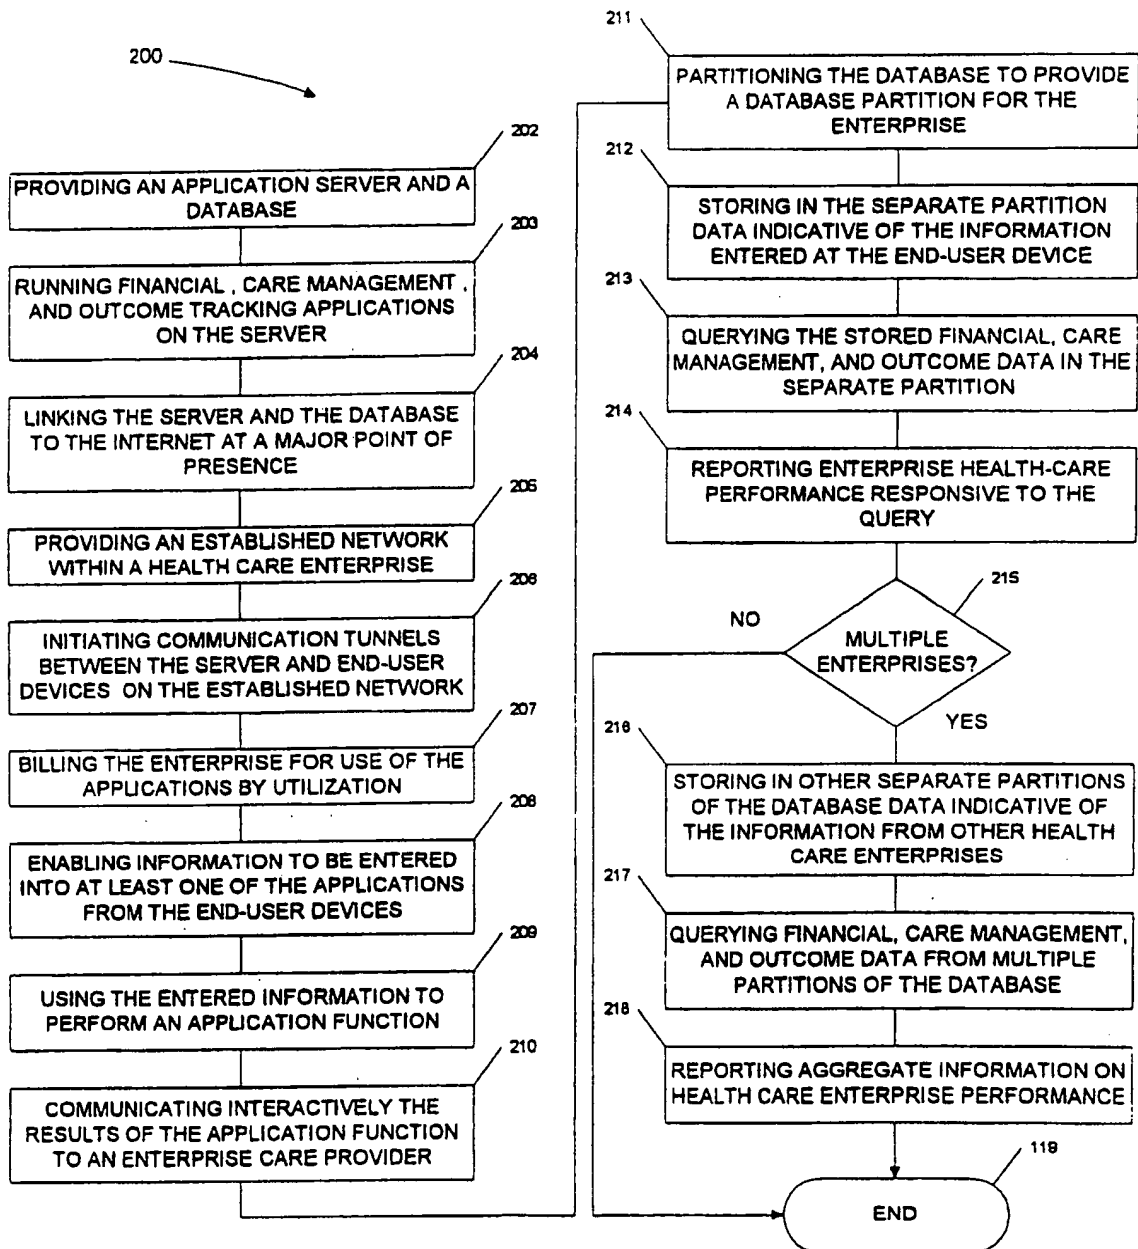 200
202
PROVIDING AN APPLICATION SERVER AND A
DATABASE
203
RUNNING FINANCIAL , CARE MANAGEMENT ,
AND OUTCOME TRACKING APPLICATIONS
ON THE SERVER
204
LINKING THE SERVER AND THE DATABASE
TO THE INTERNET AT A MAJOR POINT OF
PRESENCE
205
PROVIDING AN ESTABLISHED NETWORK
WITHIN A HEALTH CARE ENTERPRISE
206
INITIATING COMMUNICATION TUNNELS
BETWEEN THE SERVER AND END-USER
DEVICES ON THE ESTABLISHED NETWORK
207
BILLING THE ENTERPRISE FOR USE OF THE
APPLICATIONS BY UTILIZATION
208
ENABLING INFORMATION TO BE ENTERED
INTO AT LEAST ONE OF THE APPLICATIONS
FROM THE END-USER DEVICES
209
USING THE ENTERED INFORMATION TO
PERFORM AN APPLICATION FUNCTION
210
COMMUNICATING INTERACTIVELY THE
RESULTS OF THE APPLICATION FUNCTION
TO AN ENTERPRISE CARE PROVIDER
211
PARTITIONING THE DATABASE TO PROVIDE
A DATABASE PARTITION FOR THE
ENTERPRISE
212
STORING IN THE SEPARATE PARTITION
DATA INDICATIVE OF THE INFORMATION
ENTERED AT THE END-USER DEVICE
213
QUERYING THE STORED FINANCIAL, CARE
MANAGEMENT, AND OUTCOME DATA IN THE
SEPARATE PARTITION
214
REPORTING ENTERPRISE HEALTH-CARE
PERFORMANCE RESPONSIVE TO THE
QUERY
215
NO
MULTIPLE
ENTERPRISES?
YES
216
STORING IN OTHER SEPARATE PARTITIONS
OF THE DATABASE DATA INDICATIVE OF
THE INFORMATION FROM OTHER HEALTH
CARE ENTERPRISES
217
QUERYING FINANCIAL, CARE MANAGEMENT,
AND OUTCOME DATA FROM MULTIPLE
PARTITIONS OF THE DATABASE
218
REPORTING AGGREGATE INFORMATION ON
HEALTH CARE ENTERPRISE PERFORMANCE
119
END